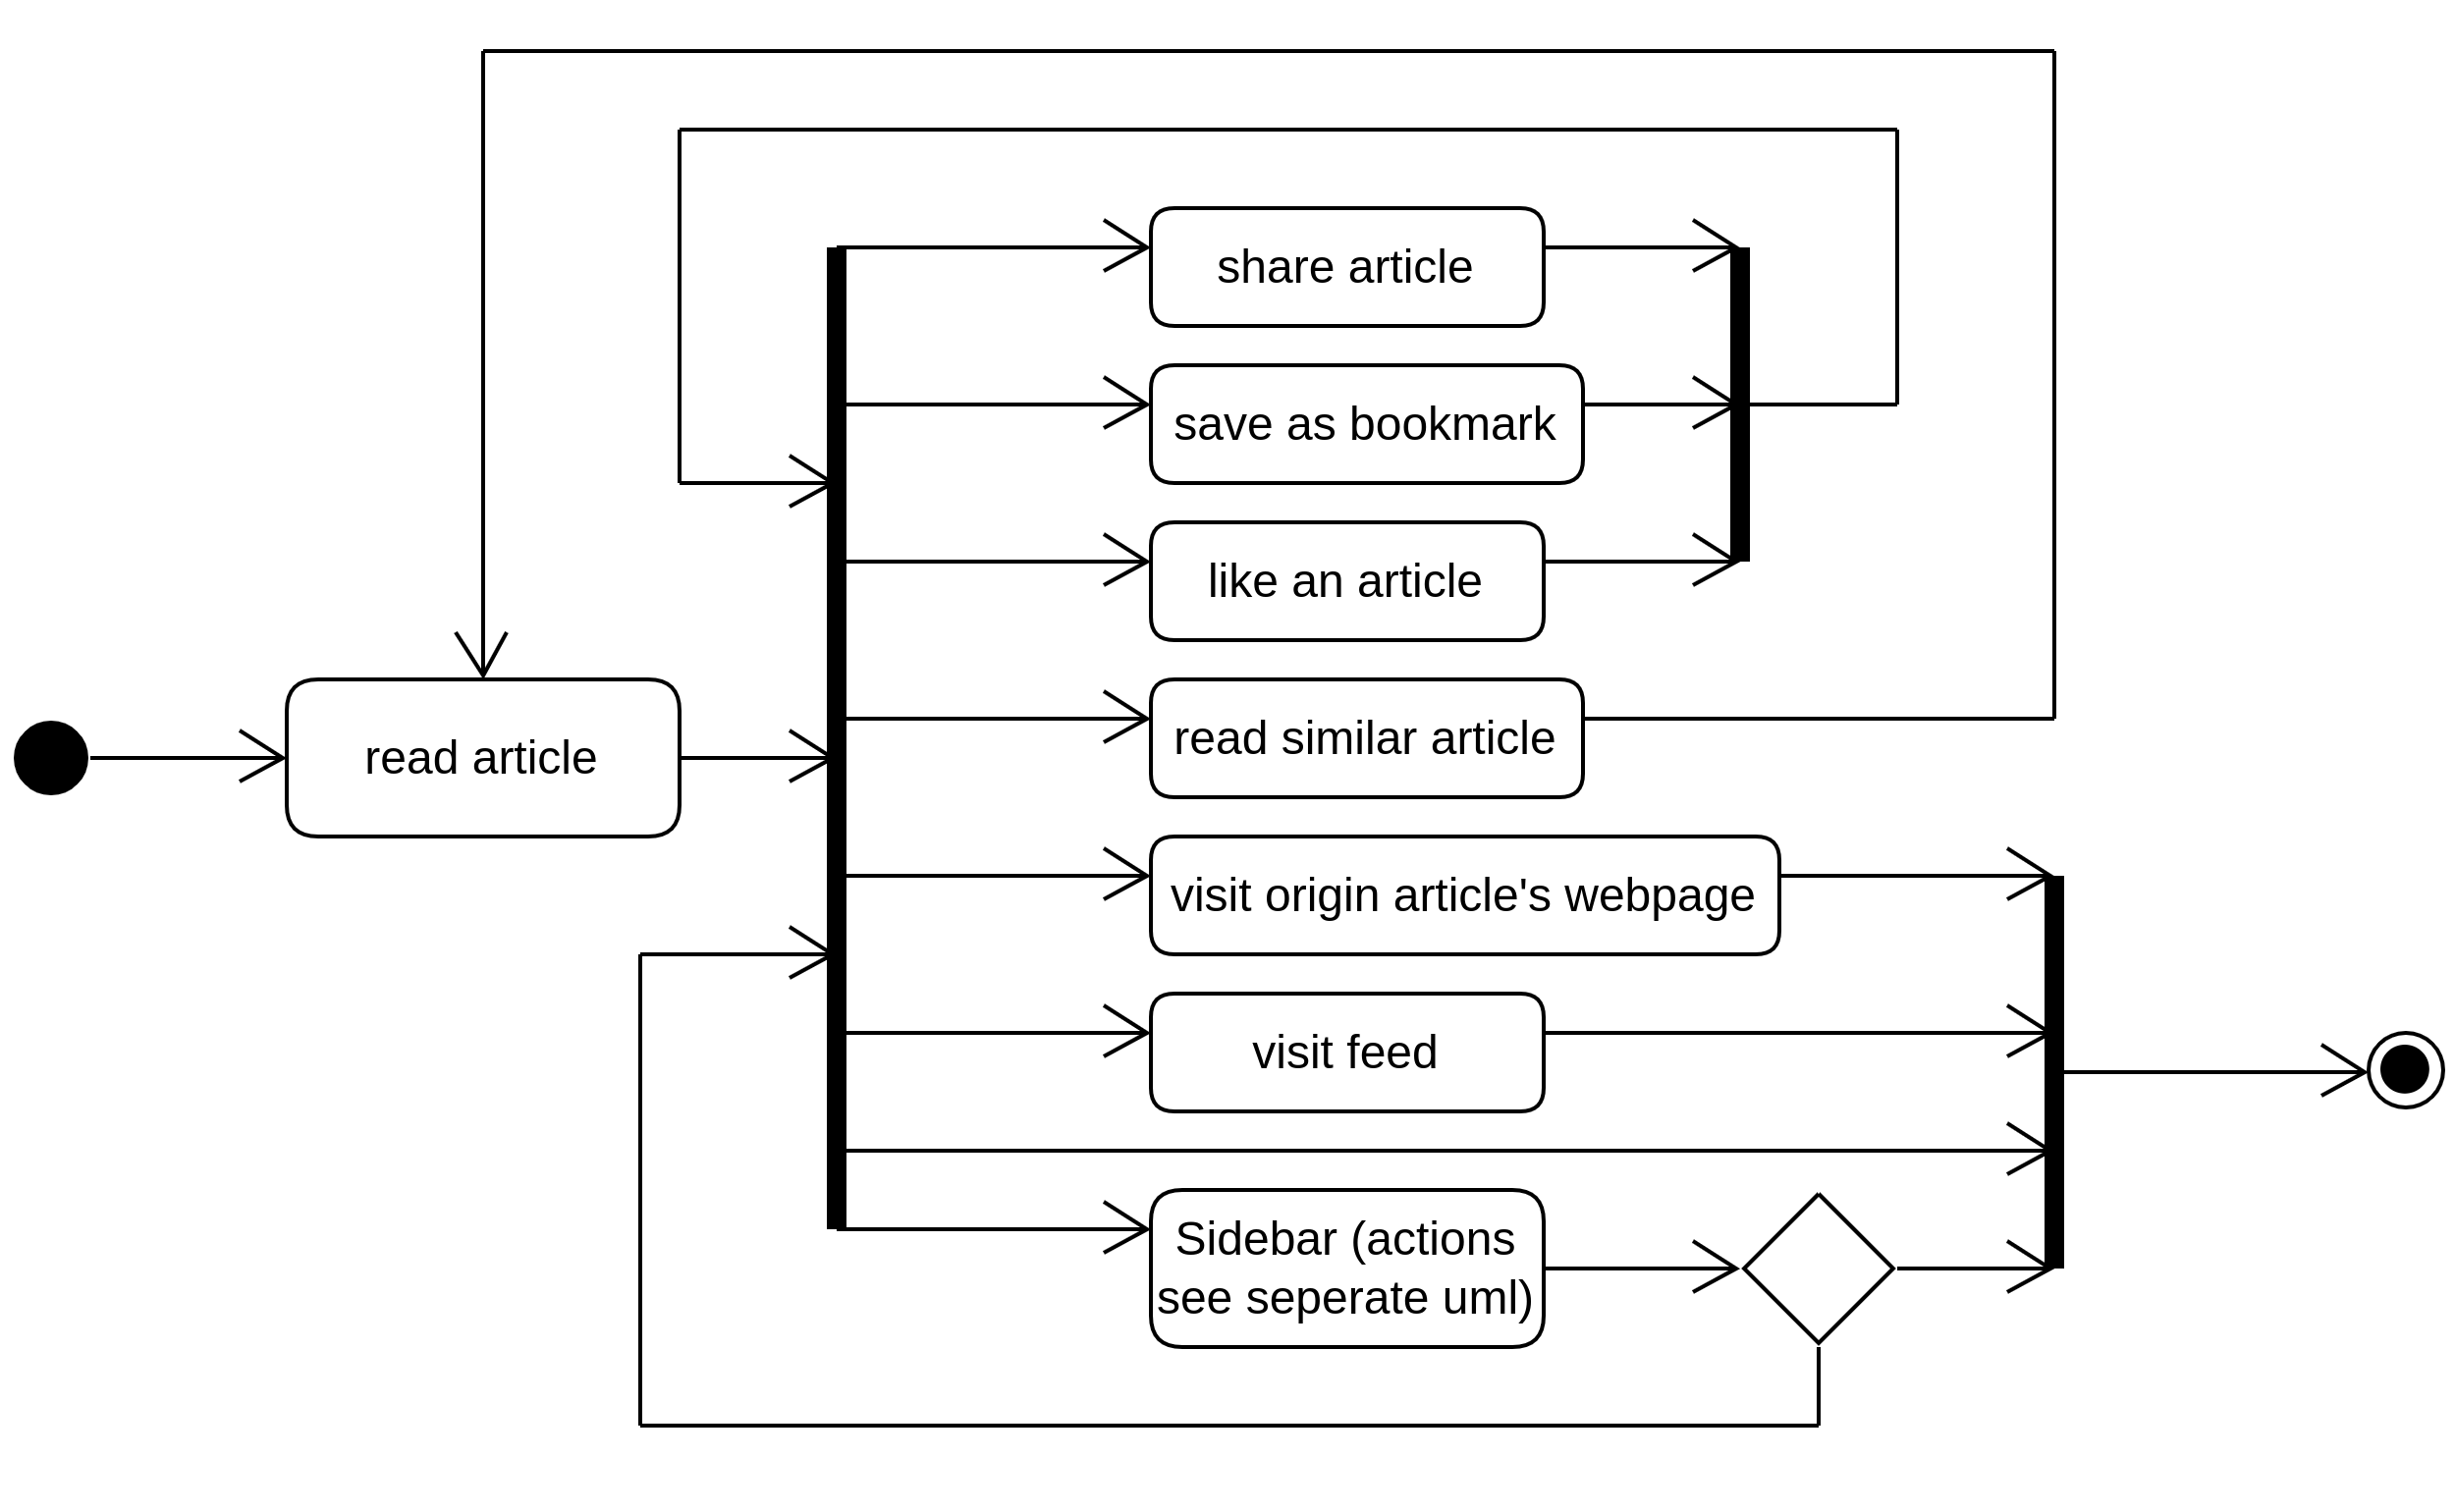 share article
save as bookmark
like an article
read similar article
read article
visit origin article's webpage
visit feed
Sidebar (actions
see seperate uml)